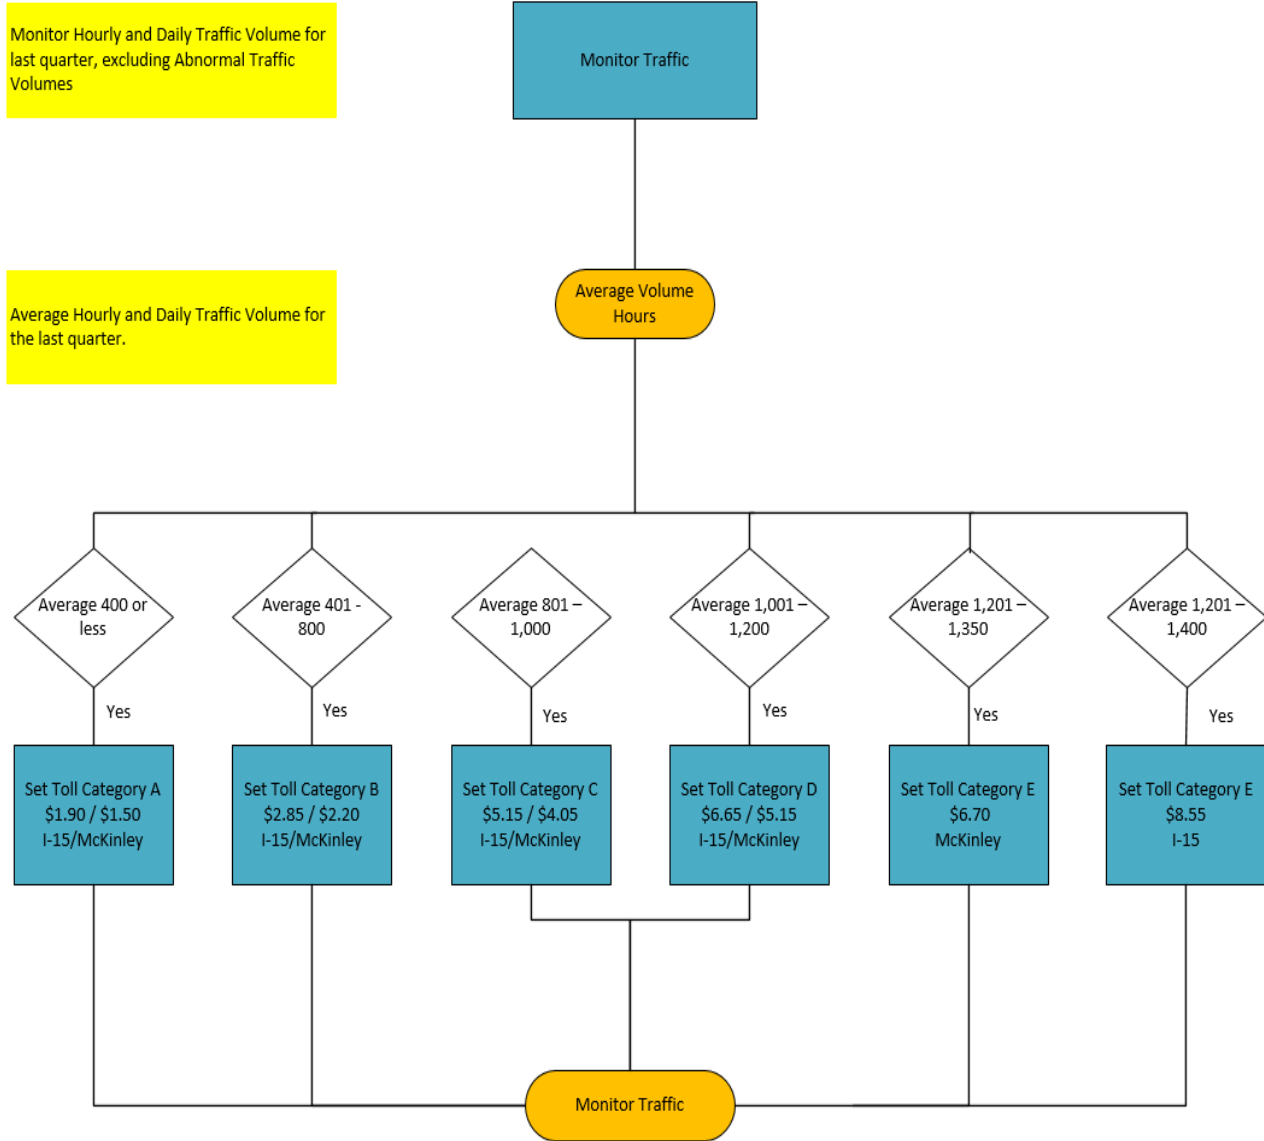 Monitor Hourly and Daily Traffic Volume for
last quarter, excluding Abnormal Traffic
Volumes
Monitor Traffic
Average Volume
Hours
Average Hourly and Daily Traffic Volume for
the last quarter.
Average 400 or
less
Average 401 -
800
Average 801 –
1,000
Average 1,001 –
1,200
Average 1,201 –
1,350
Average 1,201 –
1,400
Yes
Yes
Yes
Yes
Yes
Yes
Set Toll Category A
$1.90 / $1.50
I-15/McKinley
Set Toll Category B
$2.85 / $2.20
I-15/McKinley
Set Toll Category C
$5.15 / $4.05
I-15/McKinley
Set Toll Category D
$6.65 / $5.15
I-15/McKinley
Set Toll Category E
$6.70
McKinley
Set Toll Category E
$8.55
I-15
Monitor Traffic